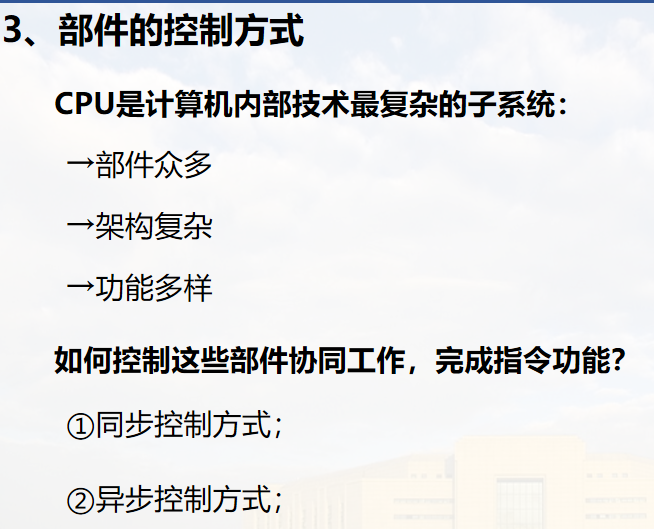 3、部件的控制方式
CPU是计算机内部技术最复杂的子系统：
→部件众多
→架构复杂
→功能多样
如何控制这些部件协同工作，完成指令功能？
①同步控制方式；
②异步控制方式；